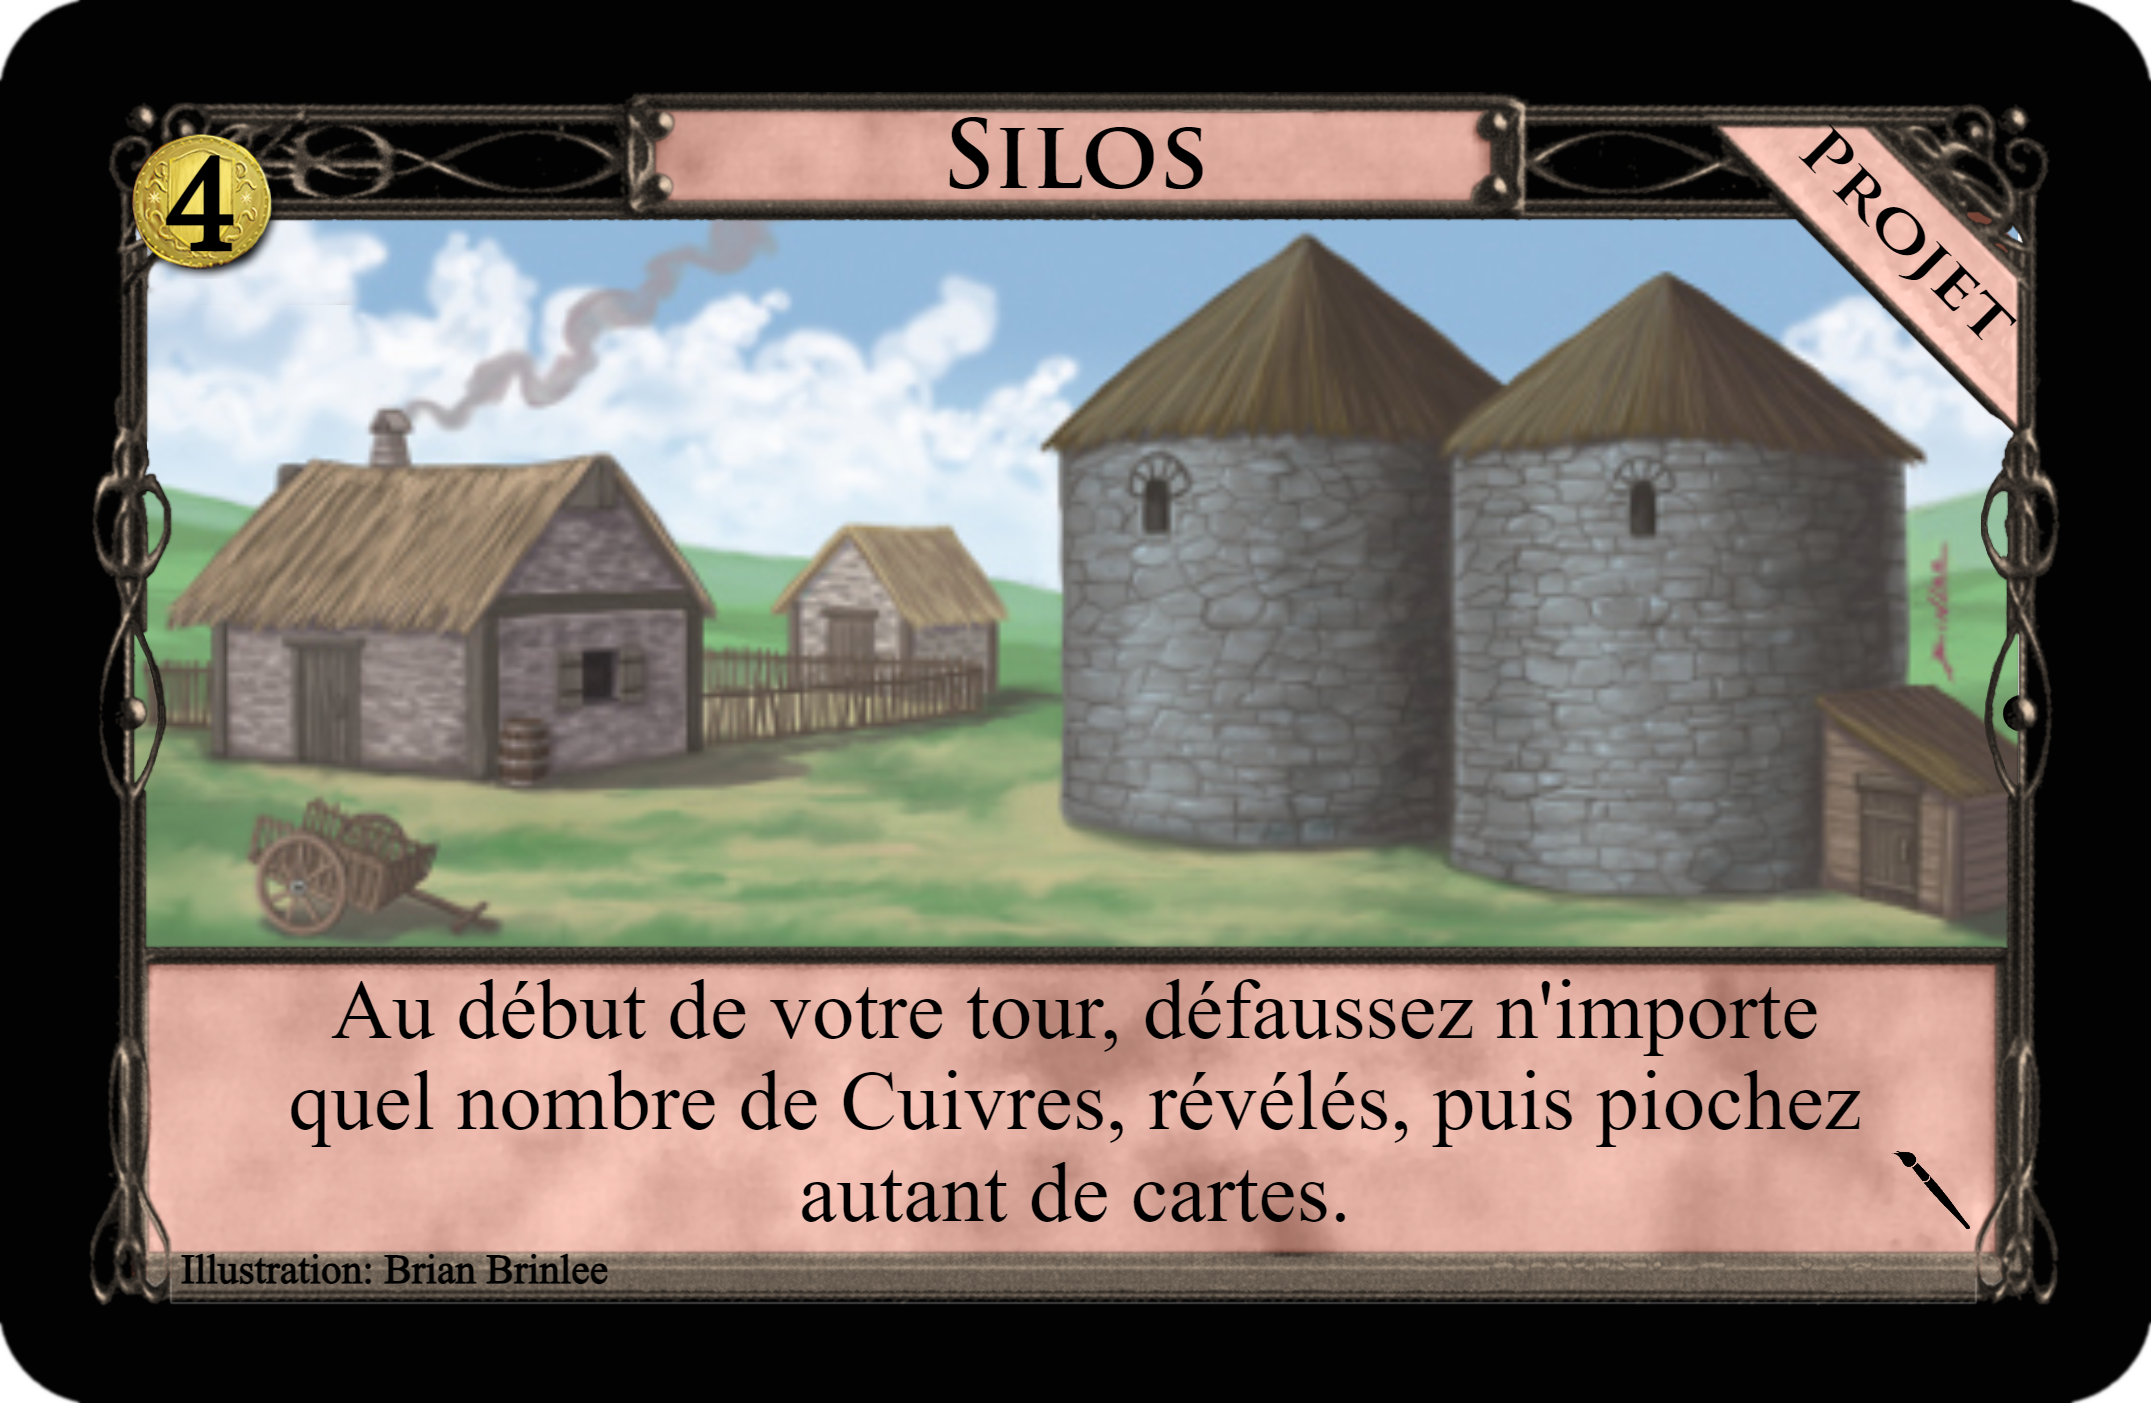 4
SILOS
PROJET
Au début de votre tour, défaussez n'importe
quel nombre de Cuivres, révélés, puis piochez
autant de cartes.
Illustration: Brian Brinlee